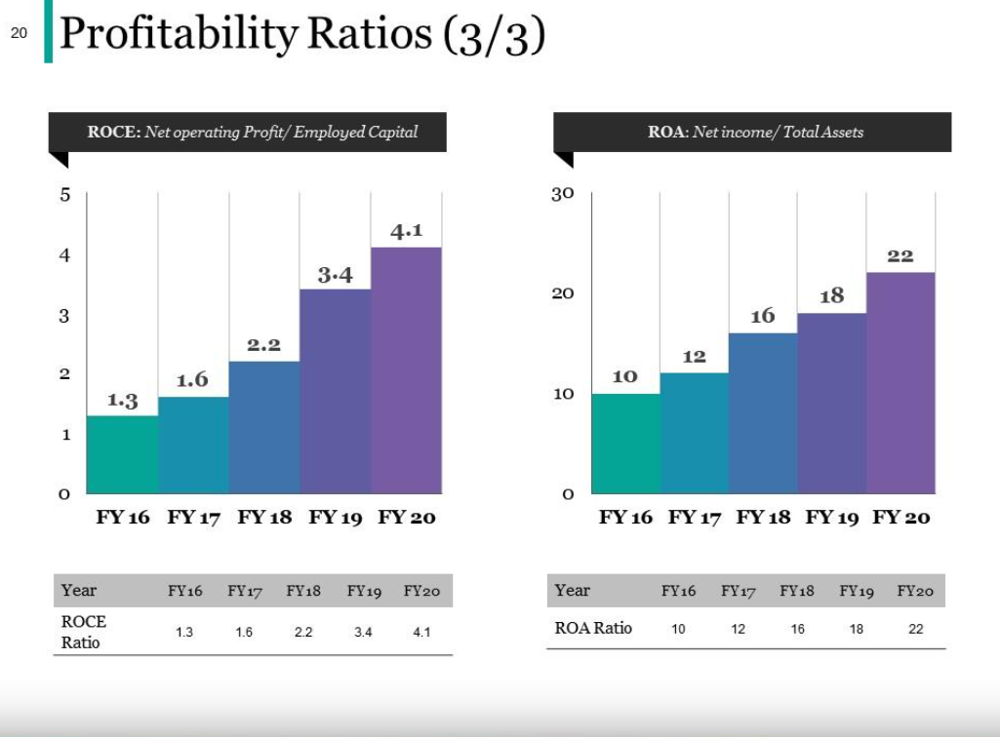 20
Profitability Ratios (3/3)
ROCE: Net operating Profit/ Employed Capital
5
4
3
2
1
0
1.3
1.6
2.2
3.4
4.1
FY 16 FY 17 FY 18 FY 19 FY 20
Year FY16 FY17 FY18 FY19 FY20
ROCE
Ratio 1.3 1.6 2.2 3.4 4.1
ROA: Net income/ Total Assets
30
20
10
0
10
12
16
18
22
FY 16 FY 17 FY 18 FY 19 FY 20
Year FY16 FY17 FY18 FY19 FY20
ROA Ratio 10 12 16 18 22